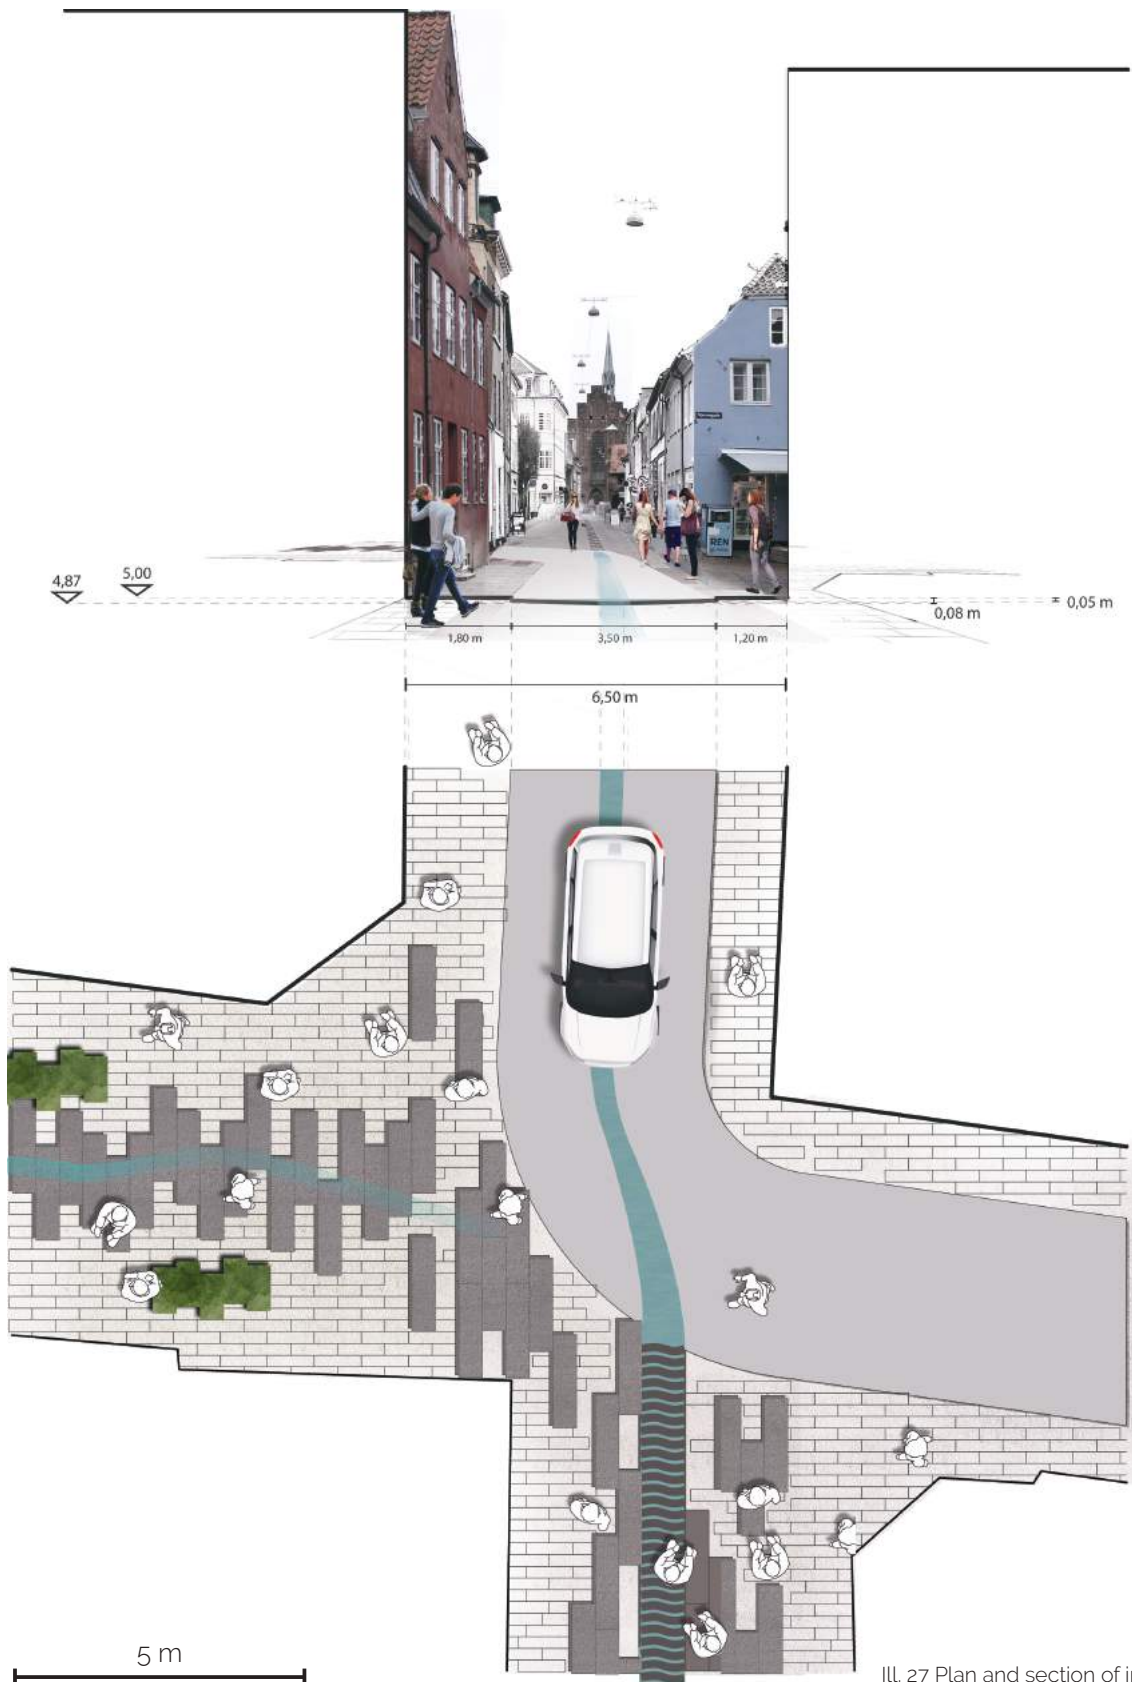 REN
4,87
5,00
0,08 m
0,05 m
1,80 m
3,50 m
1,20 m
6,50 m
5 m
Ill. 27 Plan and section of i